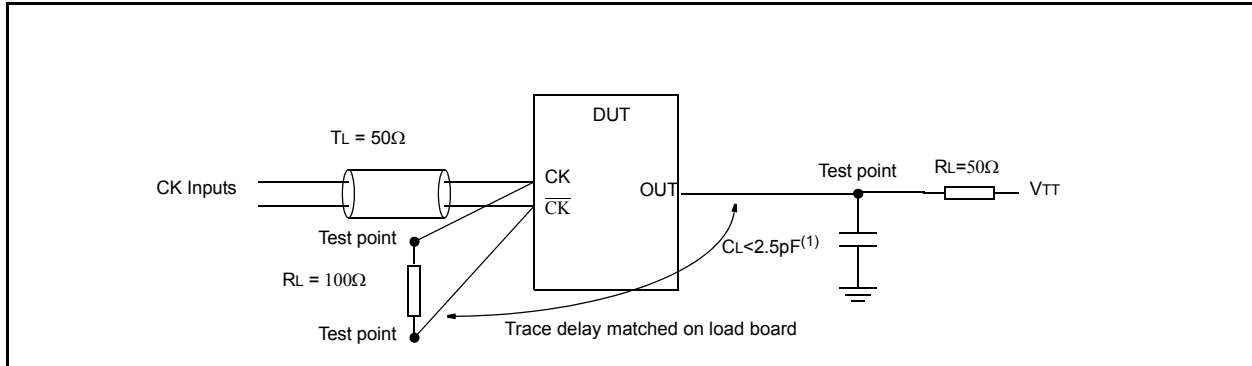 DUT
TL = 50Ω
CK Inputs
CK
C̅K̅
OUT
Test point
RL=50Ω
VTT
Test point
RL = 100Ω
Test point
CL<2.5pF(1)
Trace delay matched on load board